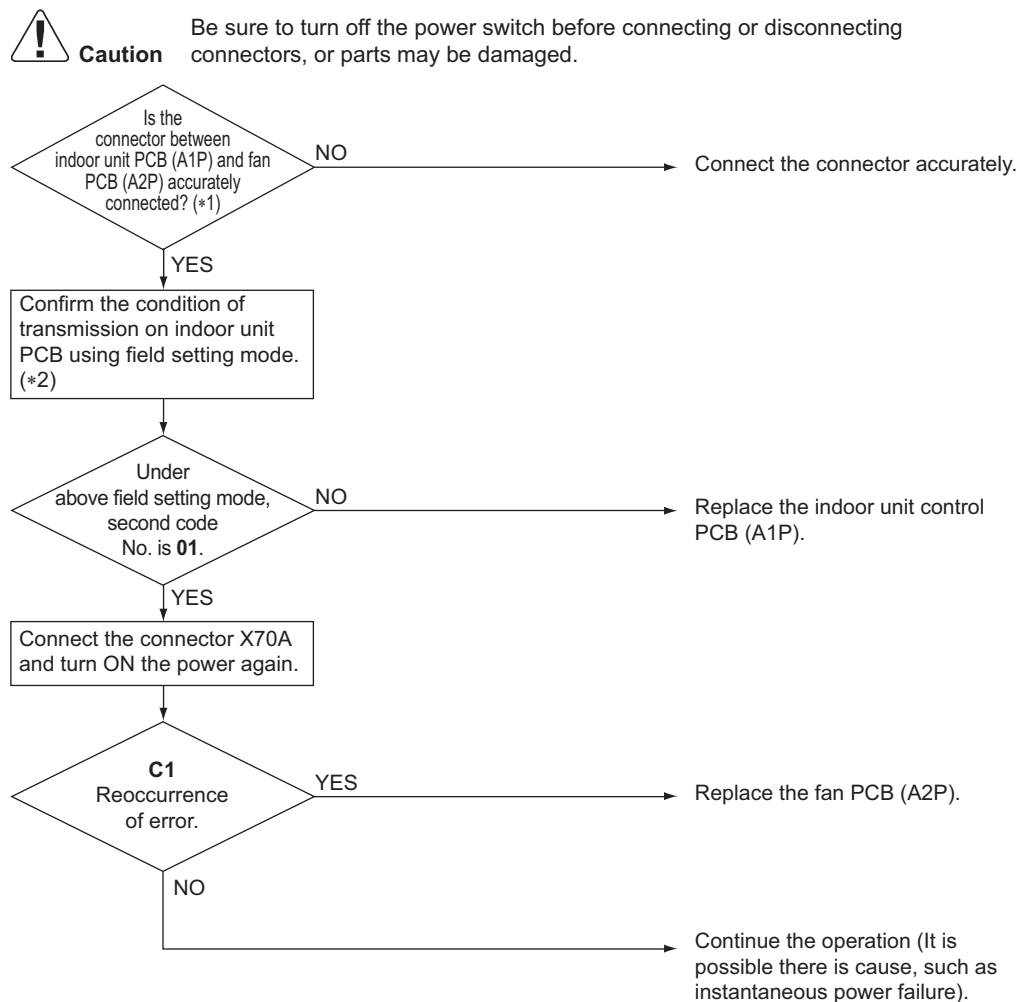 Be sure to turn off the power switch before connecting or disconnecting
Caution connectors, or parts may be damaged.
Is the
connector between
indoor unit PCB (A1P) and fan
PCB (A2P) accurately
connected? (*1)
NO
Connect the connector accurately.
YES
Confirm the condition of
transmission on indoor unit
PCB using field setting mode.
(*2)
Under
above field setting mode,
second code
No. is 01.
NO
Replace the indoor unit control
PCB (A1P).
YES
Connect the connector X70A
and turn ON the power again.
C1
Reoccurrence
of error.
YES
Replace the fan PCB (A2P).
NO
Continue the operation (It is
possible there is cause, such as
instantaneous power failure).